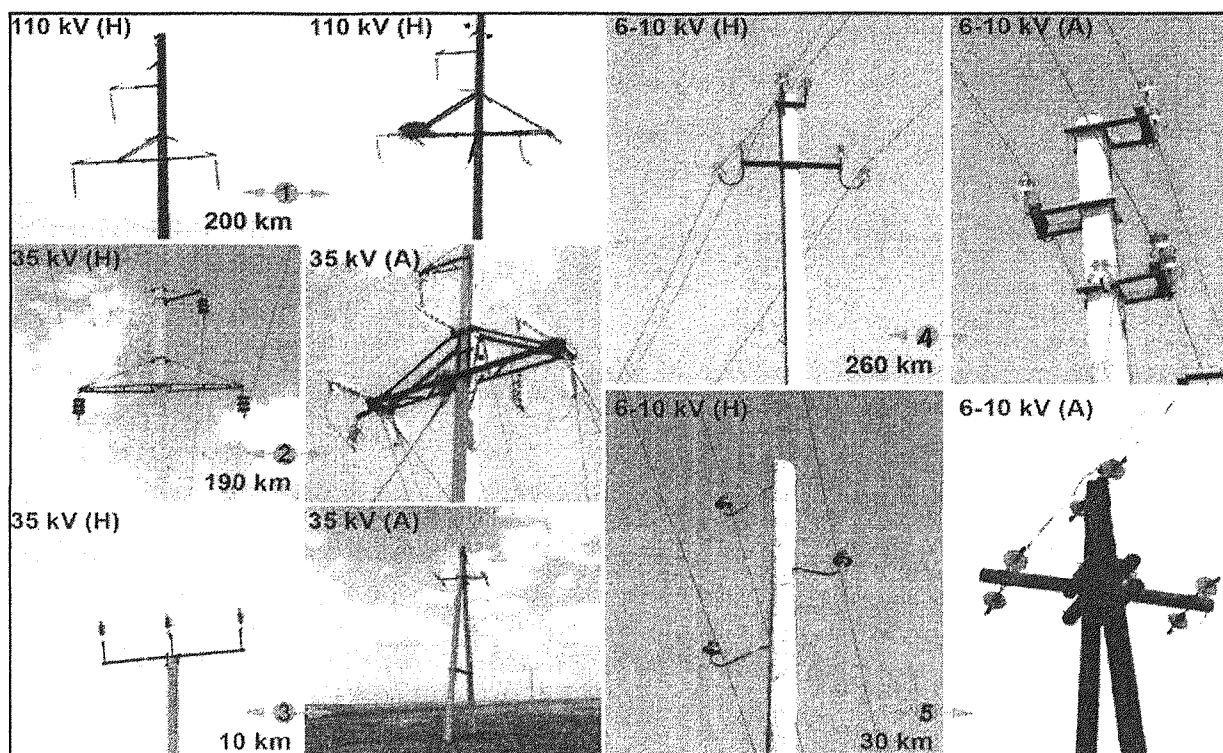 110 kV (H)
110 kV (H)
1
200 km
35 kV (H)
35 kV (A)
2
190 km
35 kV (H)
35 kV (A)
3
10 km
6-10 kV (H)
6-10 kV (A)
4
260 km
6-10 kV (H)
6-10 kV (A)
5
30 km